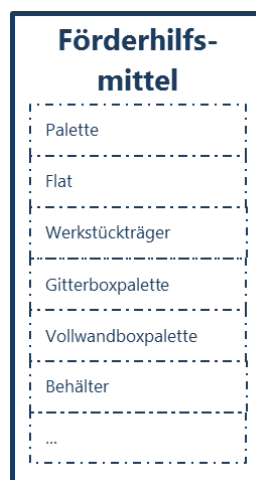 Förderhilfs-
mittel
Palette
Flat
Werkstückträger
Gitterboxpalette
Vollwandboxpalette
Behälter
...